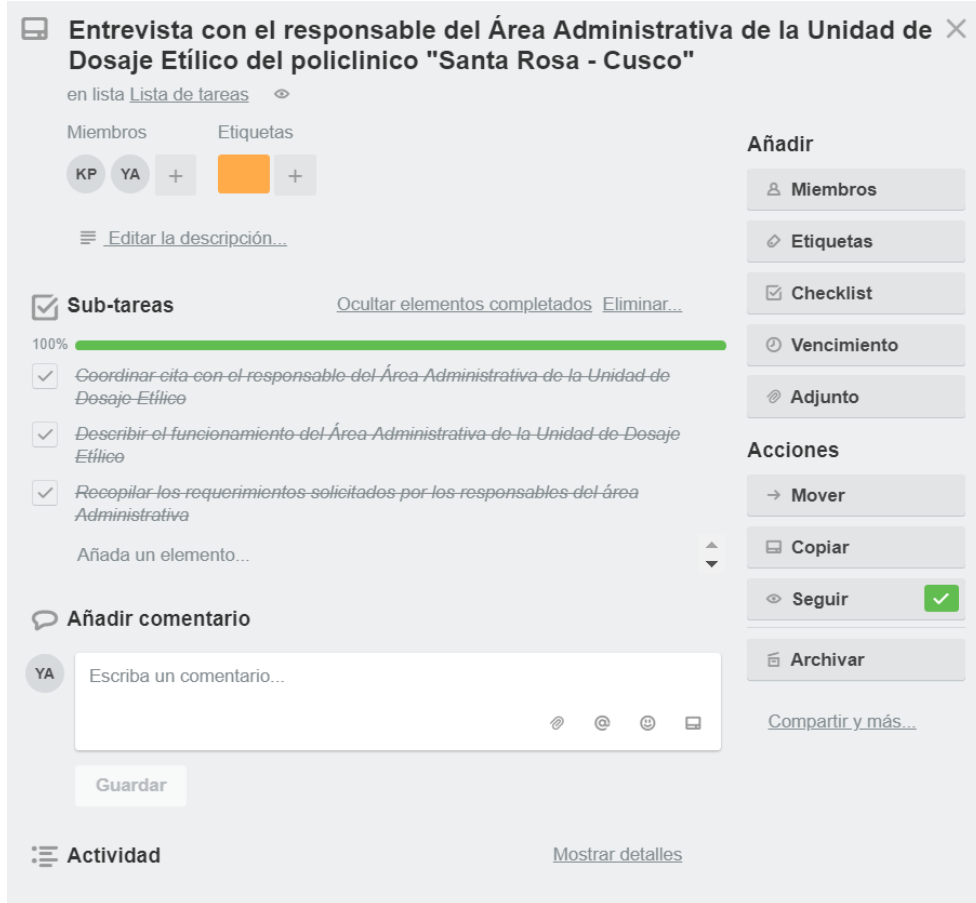 Entrevista con el responsable del Área Administrativa de la Unidad de
Dosaje Etílico del policlinico "Santa Rosa - Cusco"
en lista Lista de tareas
Miembros Etiquetas
KP YA + +
Editar la descripción...
Sub-tareas Ocultar elementos completados Eliminar...
100%
Coordinar cita con el responsable del Área Administrativa de la Unidad de
Dosaje Etílico
Describir el funcionamiento del Área Administrativa de la Unidad de Dosaje
Etílico
Recopilar los requerimientos solicitados por los responsables del área
Administrativa
Añada un elemento...
Añadir comentario
YA
Escriba un comentario...
@
Guardar
Actividad Mostrar detalles
Añadir
Miembros
Etiquetas
Checklist
Vencimiento
Adjunto
Acciones
Mover
Copiar
Seguir
Archivar
Compartir y más...